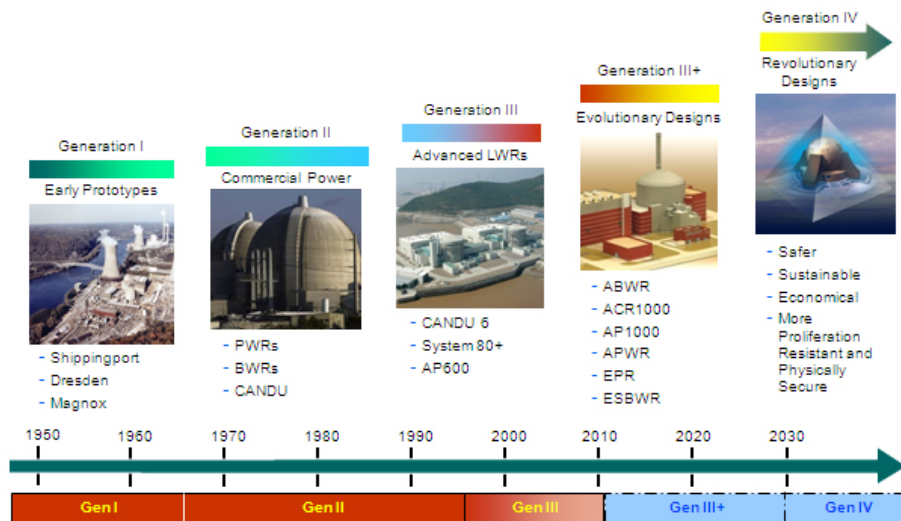 Generation I
Early Prototypes
- Shippingport
- Dresden
- Magnox
Generation II
Commercial Power
- PWRs
- BWRs
- CANDU
Generation III
Advanced LWRs
- CANDU 6
- System 80+
- AP600
Generation III+
Evolutionary Designs
- ABWR
- ACR1000
- AP1000
- APWR
- EPR
- ESBWR
Generation IV
Revolutionary
Designs
- Safer
- Sustainable
- Economical
- More
Proliferation
Resistant and
Physically
Secure
1950 1960 1970 1980 1990 2000 2010 2020 2030
Gen I Gen II Gen III Gen III+ Gen IV